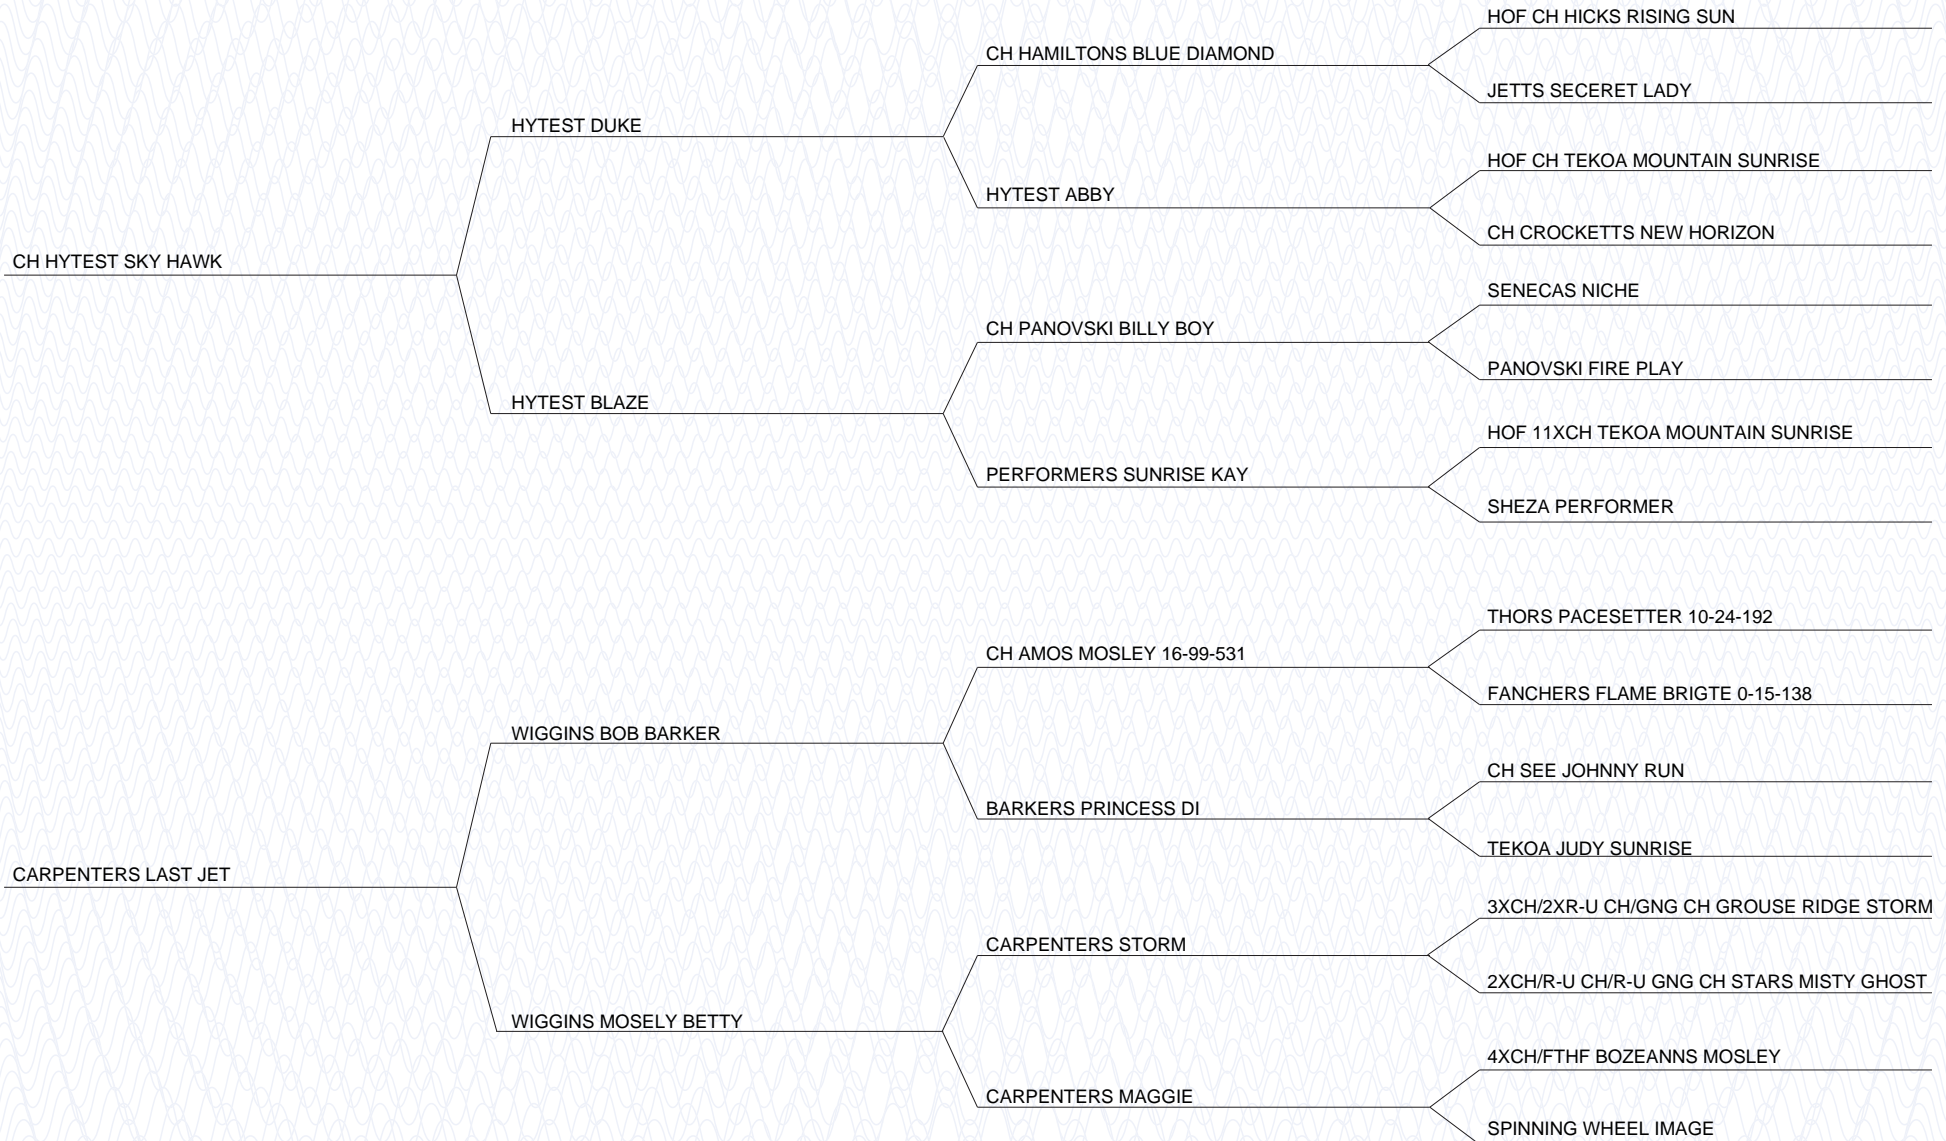 HOF CH HICKS RISING SUN
CH HAMILTONS BLUE DIAMOND
JETTS SECERET LADY
HYTEST DUKE
HOF CH TEKOA MOUNTAIN SUNRISE
HYTEST ABBY
CH CROCKETTS NEW HORIZON
CH HYTEST SKY HAWK
SENECAS NICHE
CH PANOVSKI BILLY BOY
PANOVSKI FIRE PLAY
HYTEST BLAZE
HOF 11XCH TEKOA MOUNTAIN SUNRISE
PERFORMERS SUNRISE KAY
SHEZA PERFORMER
THORS PACESETTER 10-24-192
CH AMOS MOSLEY 16-99-531
FANCHERS FLAME BRIGTE 0-15-138
WIGGINS BOB BARKER
CH SEE JOHNNY RUN
BARKERS PRINCESS DI
TEKOA JUDY SUNRISE
CARPENTERS LAST JET
3XCH/2XR-U CH/GNG CH GROUSE RIDGE STORM
CARPENTERS STORM
2XCH/R-U CH/R-U GNG CH STARS MISTY GHOST
WIGGINS MOSELY BETTY
4XCH/FTHF BOZEANNS MOSLEY
CARPENTERS MAGGIE
SPINNING WHEEL IMAGE